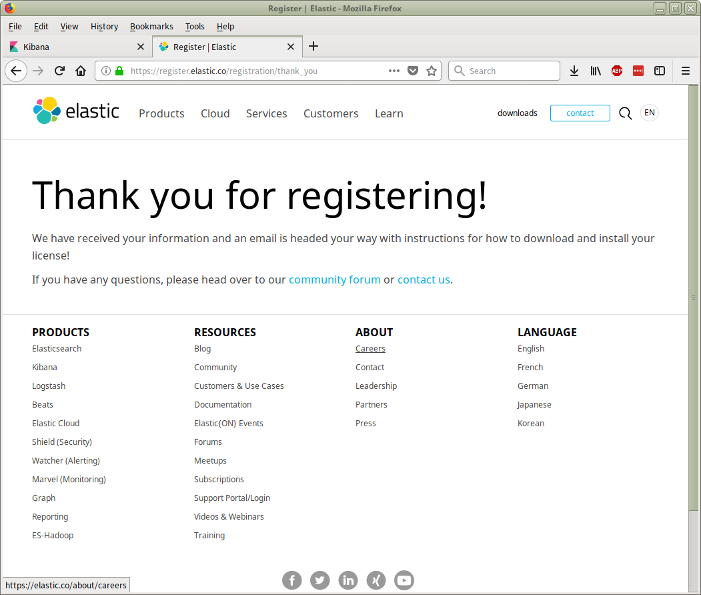 Register | Elastic - Mozilla Firefox
File Edit View History Bookmarks Tools Help
Kibana Register | Elastic
https://register.elastic.co/registration/thank_you Search ABP
elastic Products Cloud Services Customers Learn downloads contact EN
Thank you for registering!
We have received your information and an email is headed your way with instructions for how to download and install your
license!
If you have any questions, please head over to our community forum or contact us.
PRODUCTS RESOURCES ABOUT LANGUAGE
Elasticsearch Blog Careers English
Kibana Community Contact French
Logstash Customers & Use Cases Leadership German
Beats Documentation Partners Japanese
Elastic Cloud Elastic{ON} Events Press Korean
Shield (Security) Forums
Watcher (Alerting) Meetups
Marvel (Monitoring) Subscriptions
Graph Support Portal/Login
Reporting Videos & Webinars
ES-Hadoop Training
https://elastic.co/about/careers